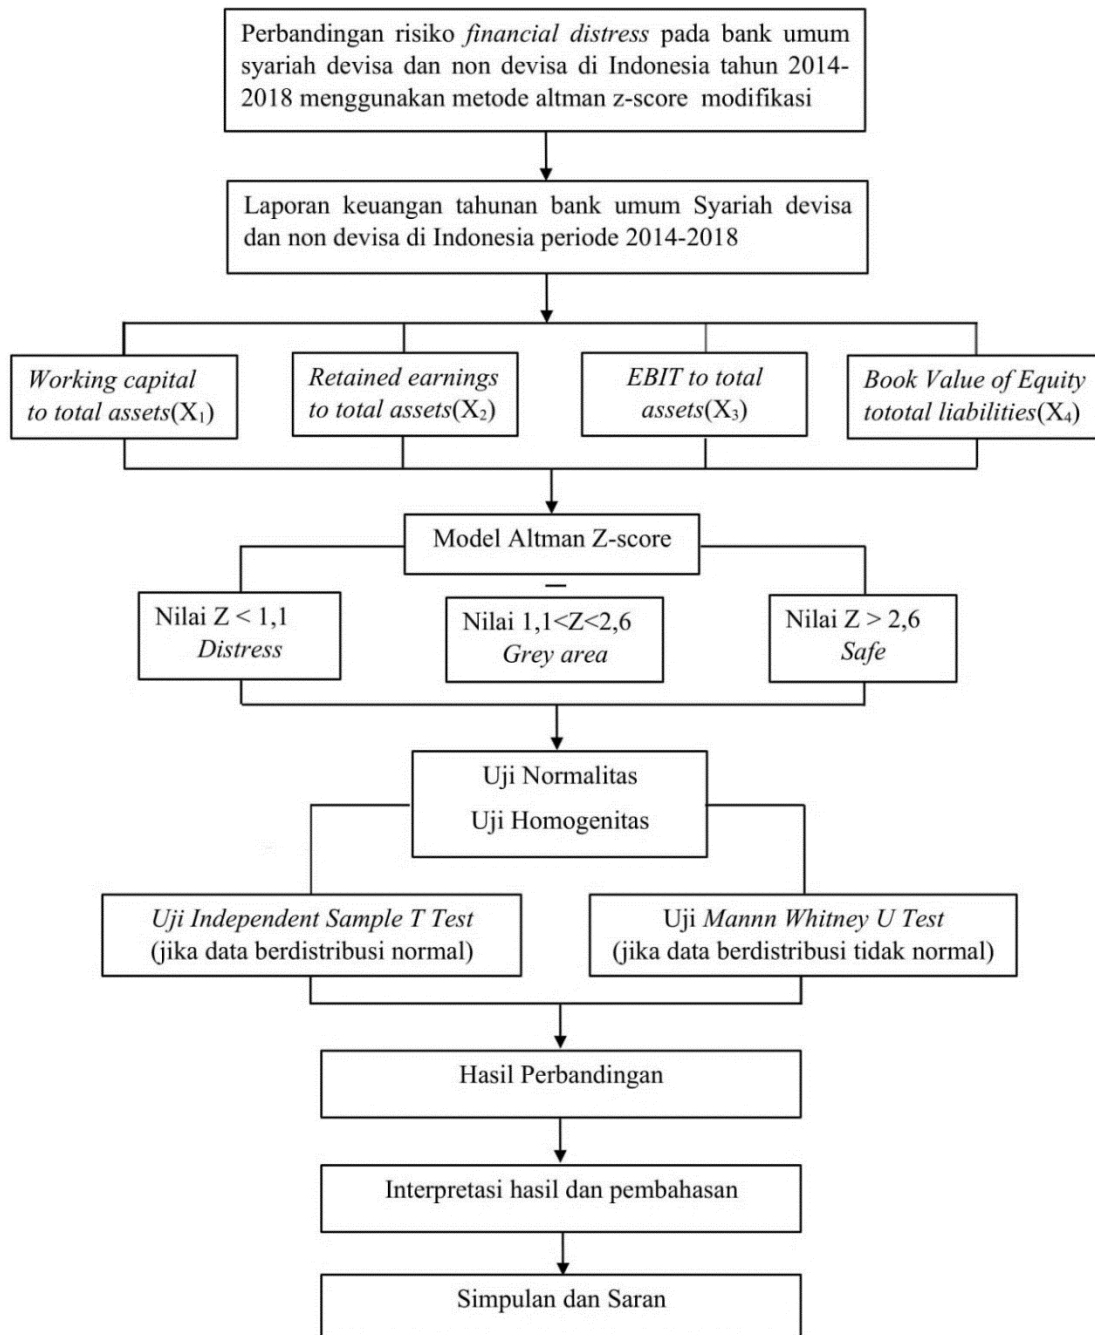 Perbandingan risiko financial distress pada bank umum
syariah devisa dan non devisa di Indonesia tahun 2014-
2018 menggunakan metode altman z-score modifikasi
Laporan keuangan tahunan bank umum Syariah devisa
dan non devisa di Indonesia periode 2014-2018
Working capital
to total assets(X₁)
Retained earnings
to total assets(X₂)
EBIT to total
assets(X₃)
Book Value of Equity
tototal liabilities(X₄)
Model Altman Z-score
Nilai Z < 1,1
Distress
Nilai 1,1<Z<2,6
Grey area
Nilai Z > 2,6
Safe
Uji Normalitas
Uji Homogenitas
Uji Independent Sample T Test
(jika data berdistribusi normal)
Uji Mannn Whitney U Test
(jika data berdistribusi tidak normal)
Hasil Perbandingan
Interpretasi hasil dan pembahasan
Simpulan dan Saran